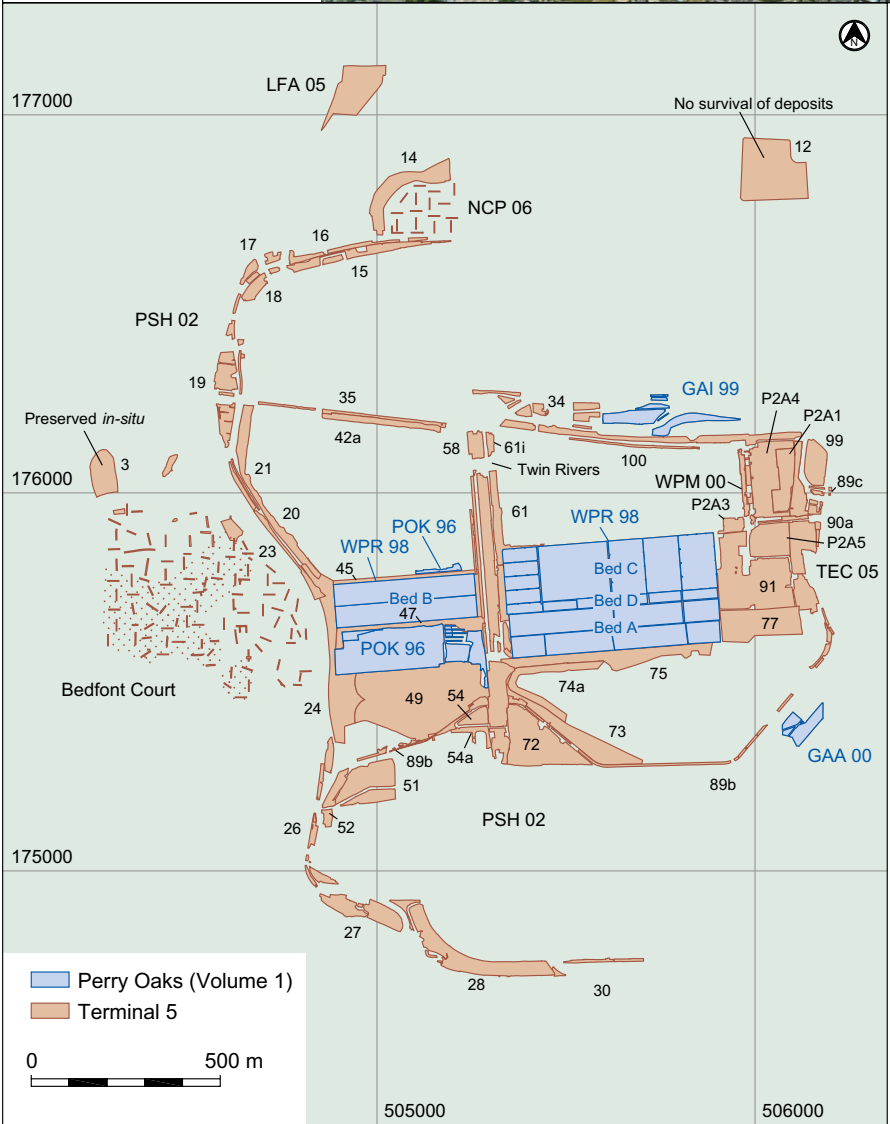 N
LFA 05
177000
No survival of deposits
12
14
NCP 06
16
17
15
18
PSH 02
GAI 99
19
35
34
P2A4
P2A1
Preserved in-situ
42a
58
61i
99
100
3
Twin Rivers
21
WPM 00
89c
176000
20
61
P2A3
POK 96
WPR 98
90a
WPR 98
P2A5
23
45
Bed C
TEC 05
Bed B
91
Bed D
47
Bed A
77
POK 96
75
Bedfont Court
74a
49
54
24
73
72
GAA 00
89b
54a
51
89b
PSH 02
52
26
175000
27
28
30
Perry Oaks (Volume 1)
Terminal 5
0
500 m
505000
506000